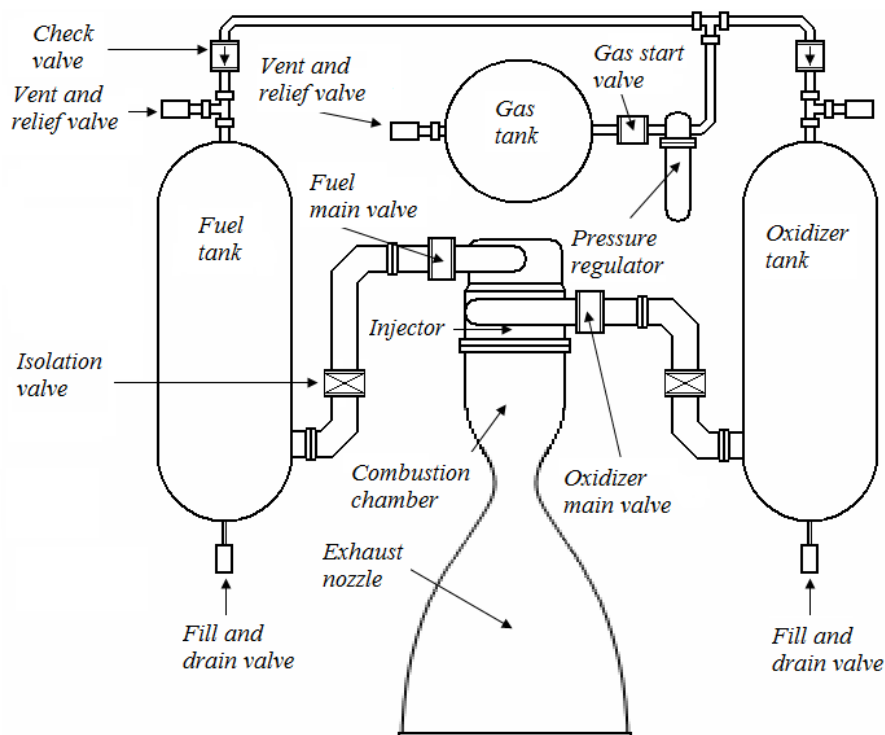 Check
valve
Vent and
relief valve
Vent and
relief valve
Gas start
valve
Gas
tank
Fuel
main valve
Fuel
tank
Pressure
regulator
Oxidizer
tank
Injector
Isolation
valve
Combustion
chamber
Oxidizer
main valve
Exhaust
nozzle
Fill and
drain valve
Fill and
drain valve